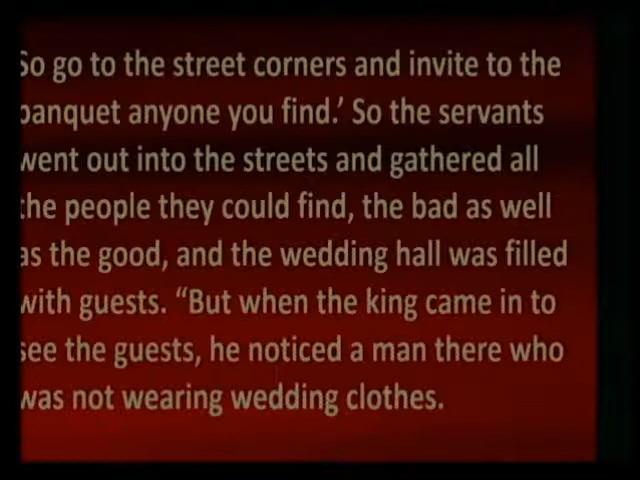 So go to the street corners and invite to the
banquet anyone you find.’ So the servants
went out into the streets and gathered all
the people they could find, the bad as well
as the good, and the wedding hall was filled
with guests. “But when the king came in to
see the guests, he noticed a man there who
was not wearing wedding clothes.